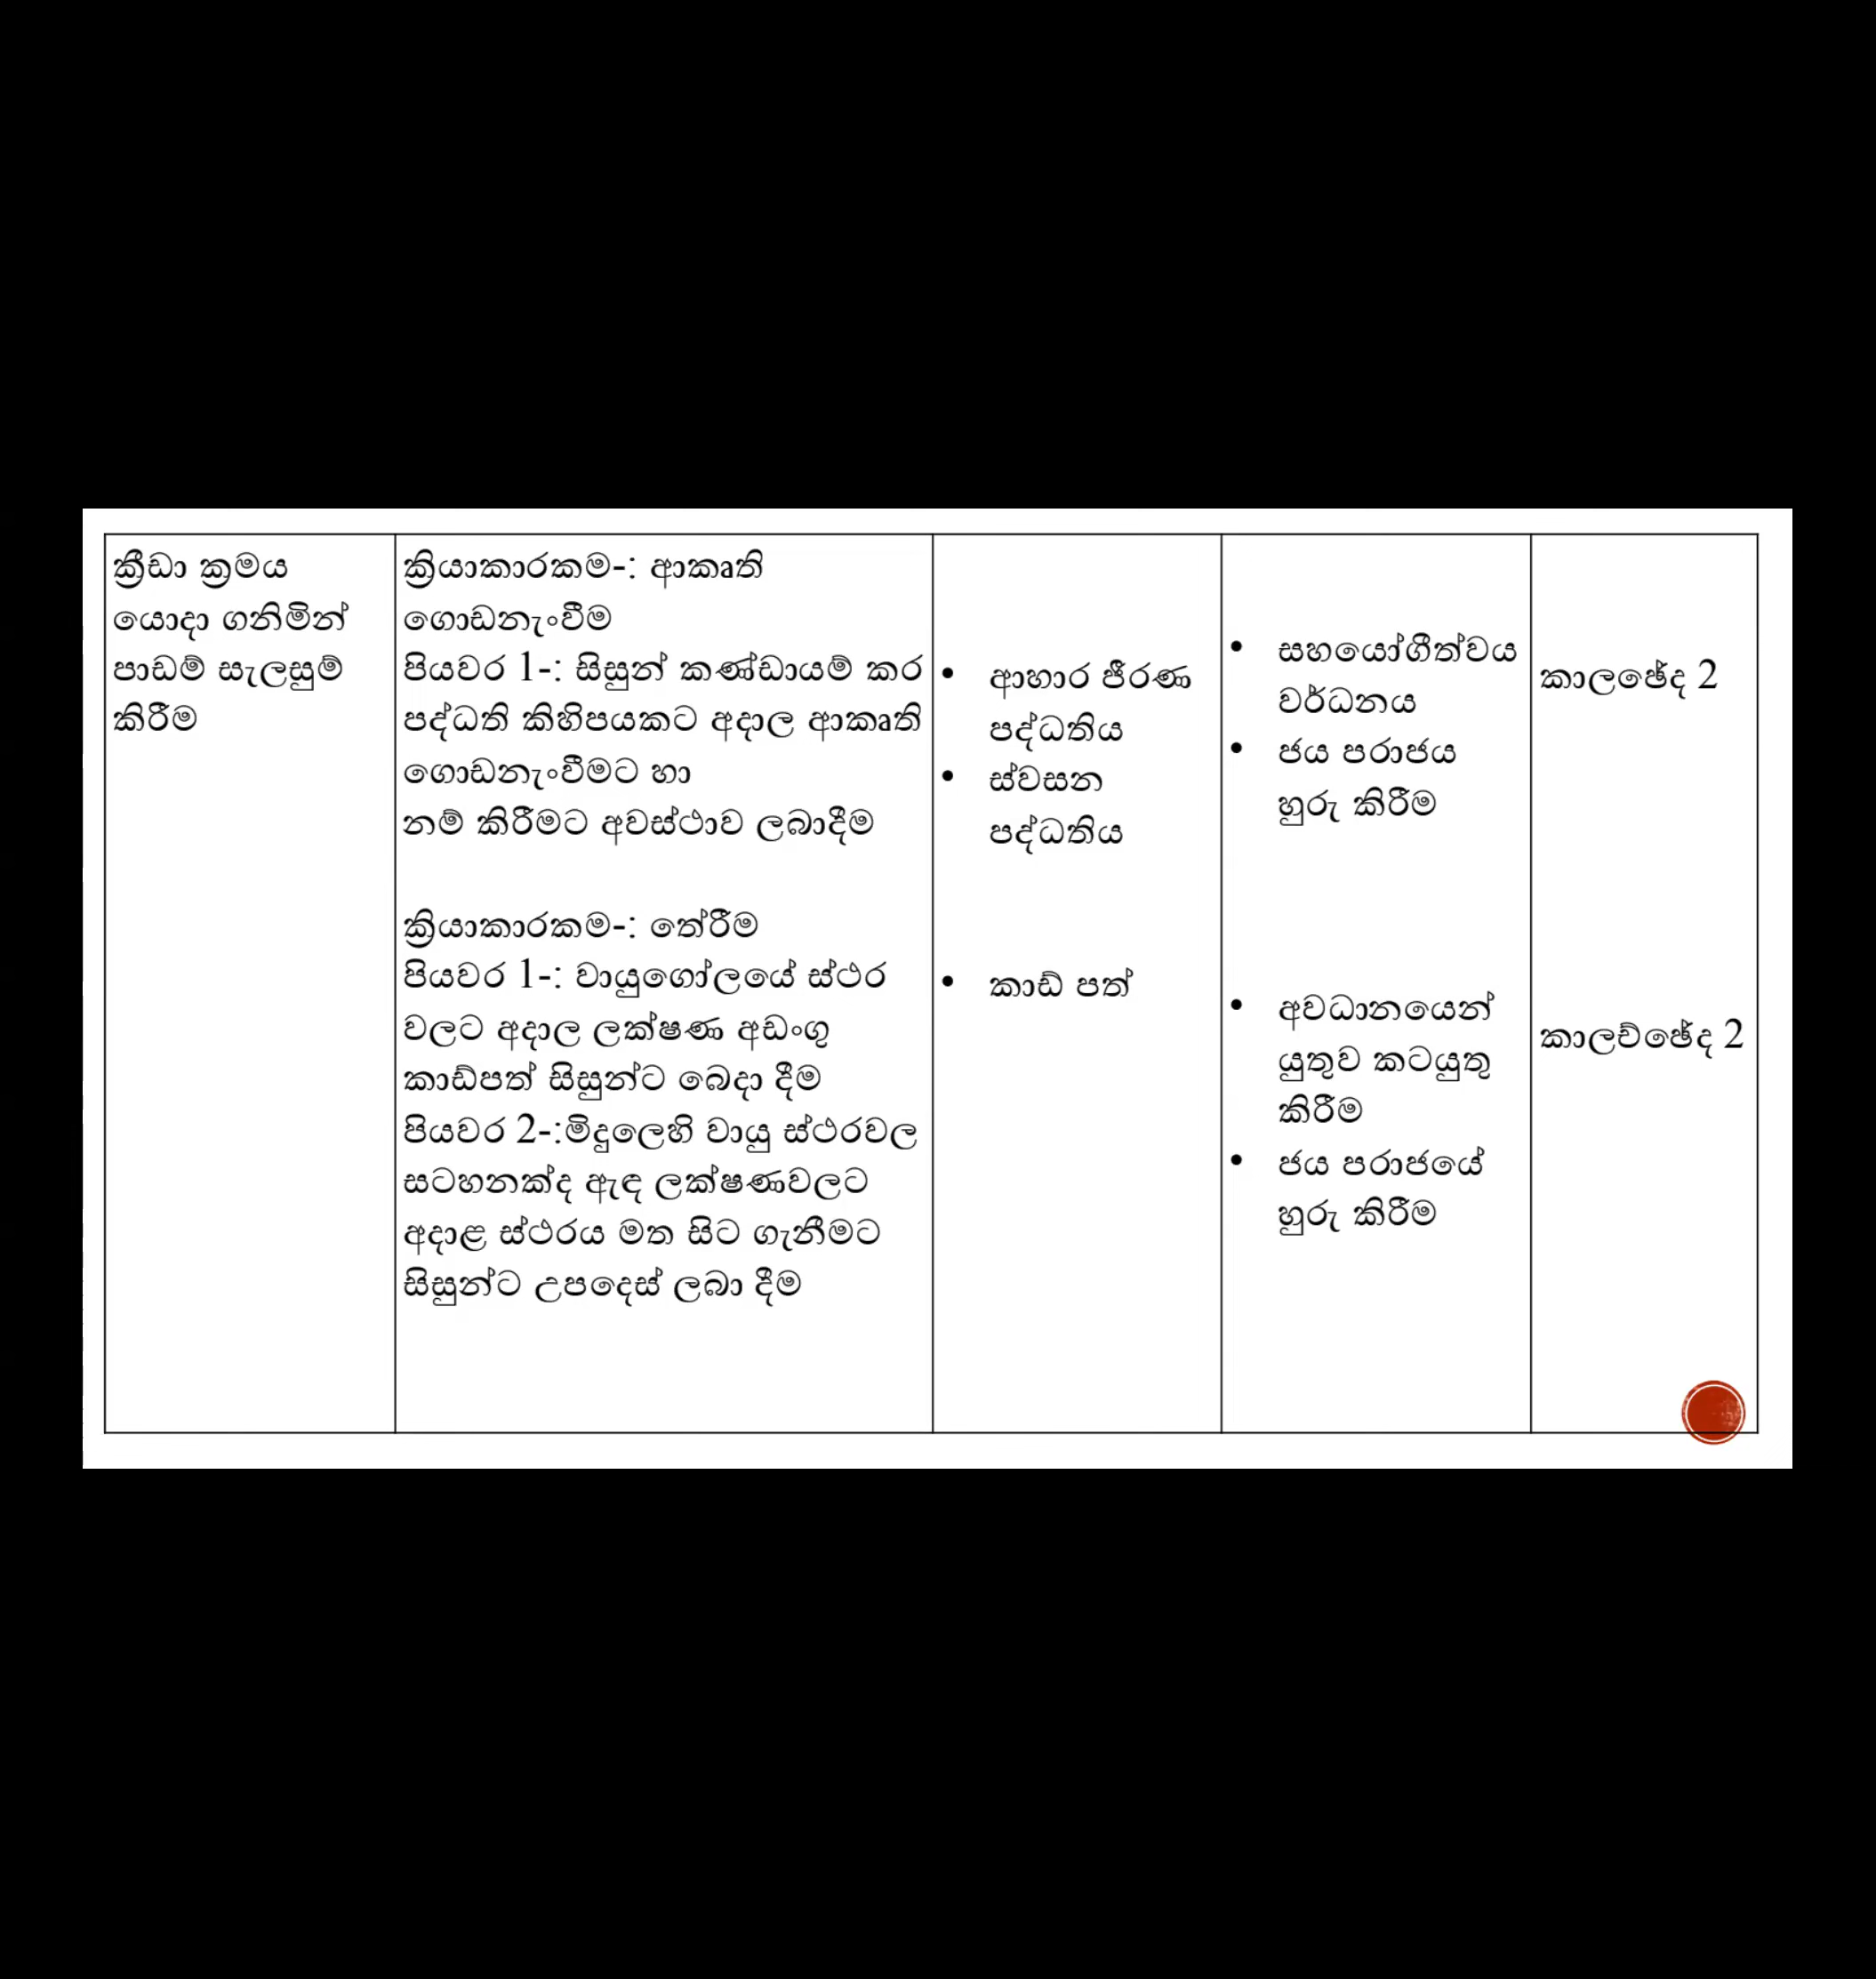 ක්‍රීඩා ක්‍රමය
යොදා ගනිමින්
පාඩම් සැලසුම්
කිරීම
ක්‍රියාකාරකම-: ආකෘති
ගොඩනැංවීම
පියවර 1-: සිසුන් කණ්ඩායම් කර
පද්ධති කිහිපයකට අදාල ආකෘති
ගොඩනැංවීමට හා
නම් කිරීමට අවස්ථාව ලබාදීම
ක්‍රියාකාරකම-: තේරීම
පියවර 1-: වායුගෝලයේ ස්ථර
වලට අදාල ලක්ෂණ අඩංගු
කාඩ්පත් සිසුන්ට බෙදා දීම
පියවර 2-:මිදුලෙහි වායු ස්ථරවල
සටහනක්ද ඇඳ ලක්ෂණවලට
අදාළ ස්ථරය මත සිට ගැනීමට
සිසුන්ට උපදෙස් ලබා දීම
• ආහාර ජීරණ
පද්ධතිය
• ස්වසන
පද්ධතිය
• කාඩ් පත්
• සහයෝගීත්වය
වර්ධනය
• ජය පරාජය
හුරු කිරීම
• අවධානයෙන්
යුතුව කටයුතු
කිරීම
• ජය පරාජයේ
හුරු කිරීම
කාලඡේද 2
කාලච්ඡේද 2